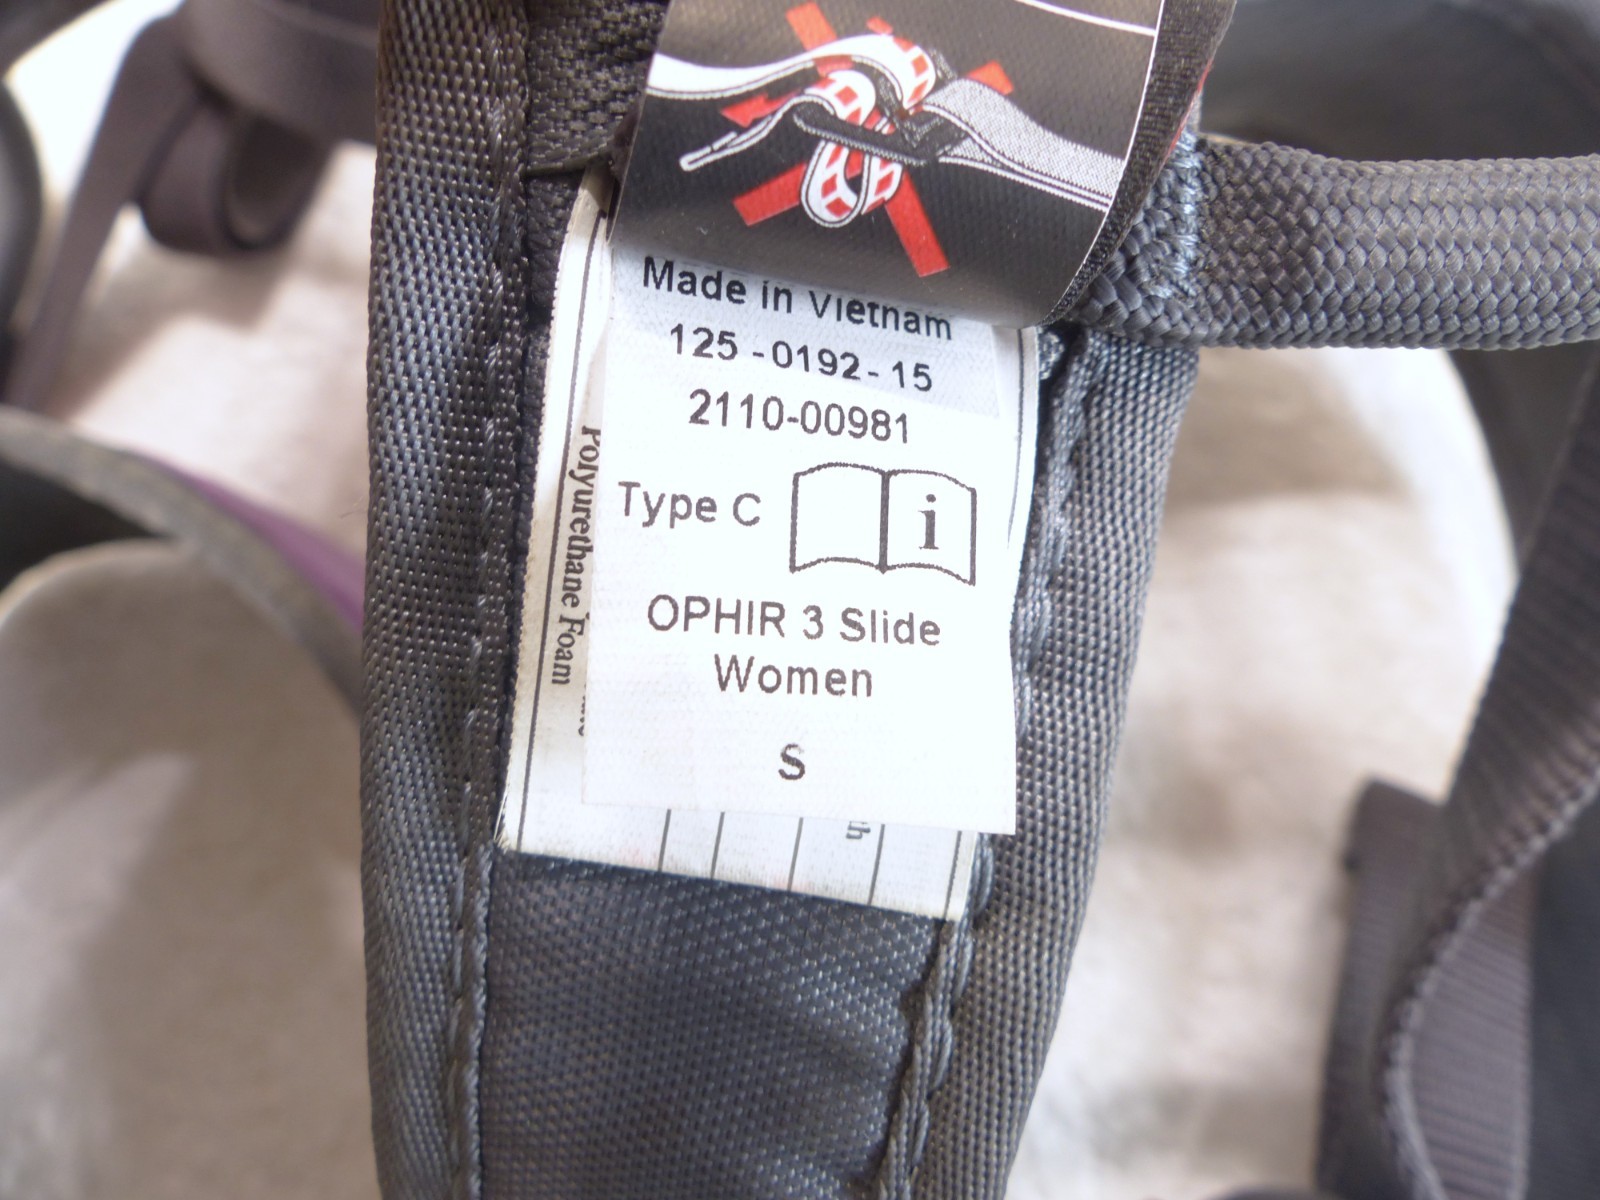 Made in Vietnam
125-0192-15
2110-00981
Type C
i
OPHIR 3 Slide
Women
S
Polyurethane Foam